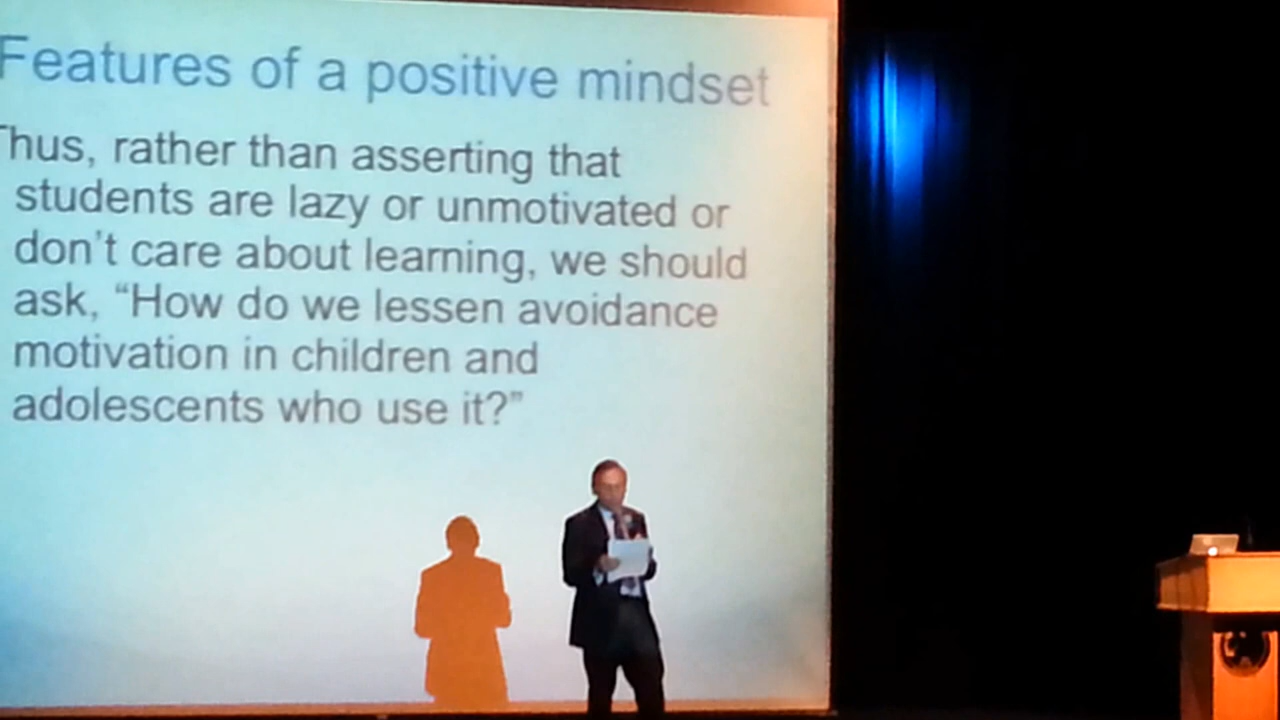 Features of a positive mindset
Thus, rather than asserting that
students are lazy or unmotivated or
don't care about learning, we should
ask, “How do we lessen avoidance
motivation in children and
adolescents who use it?”